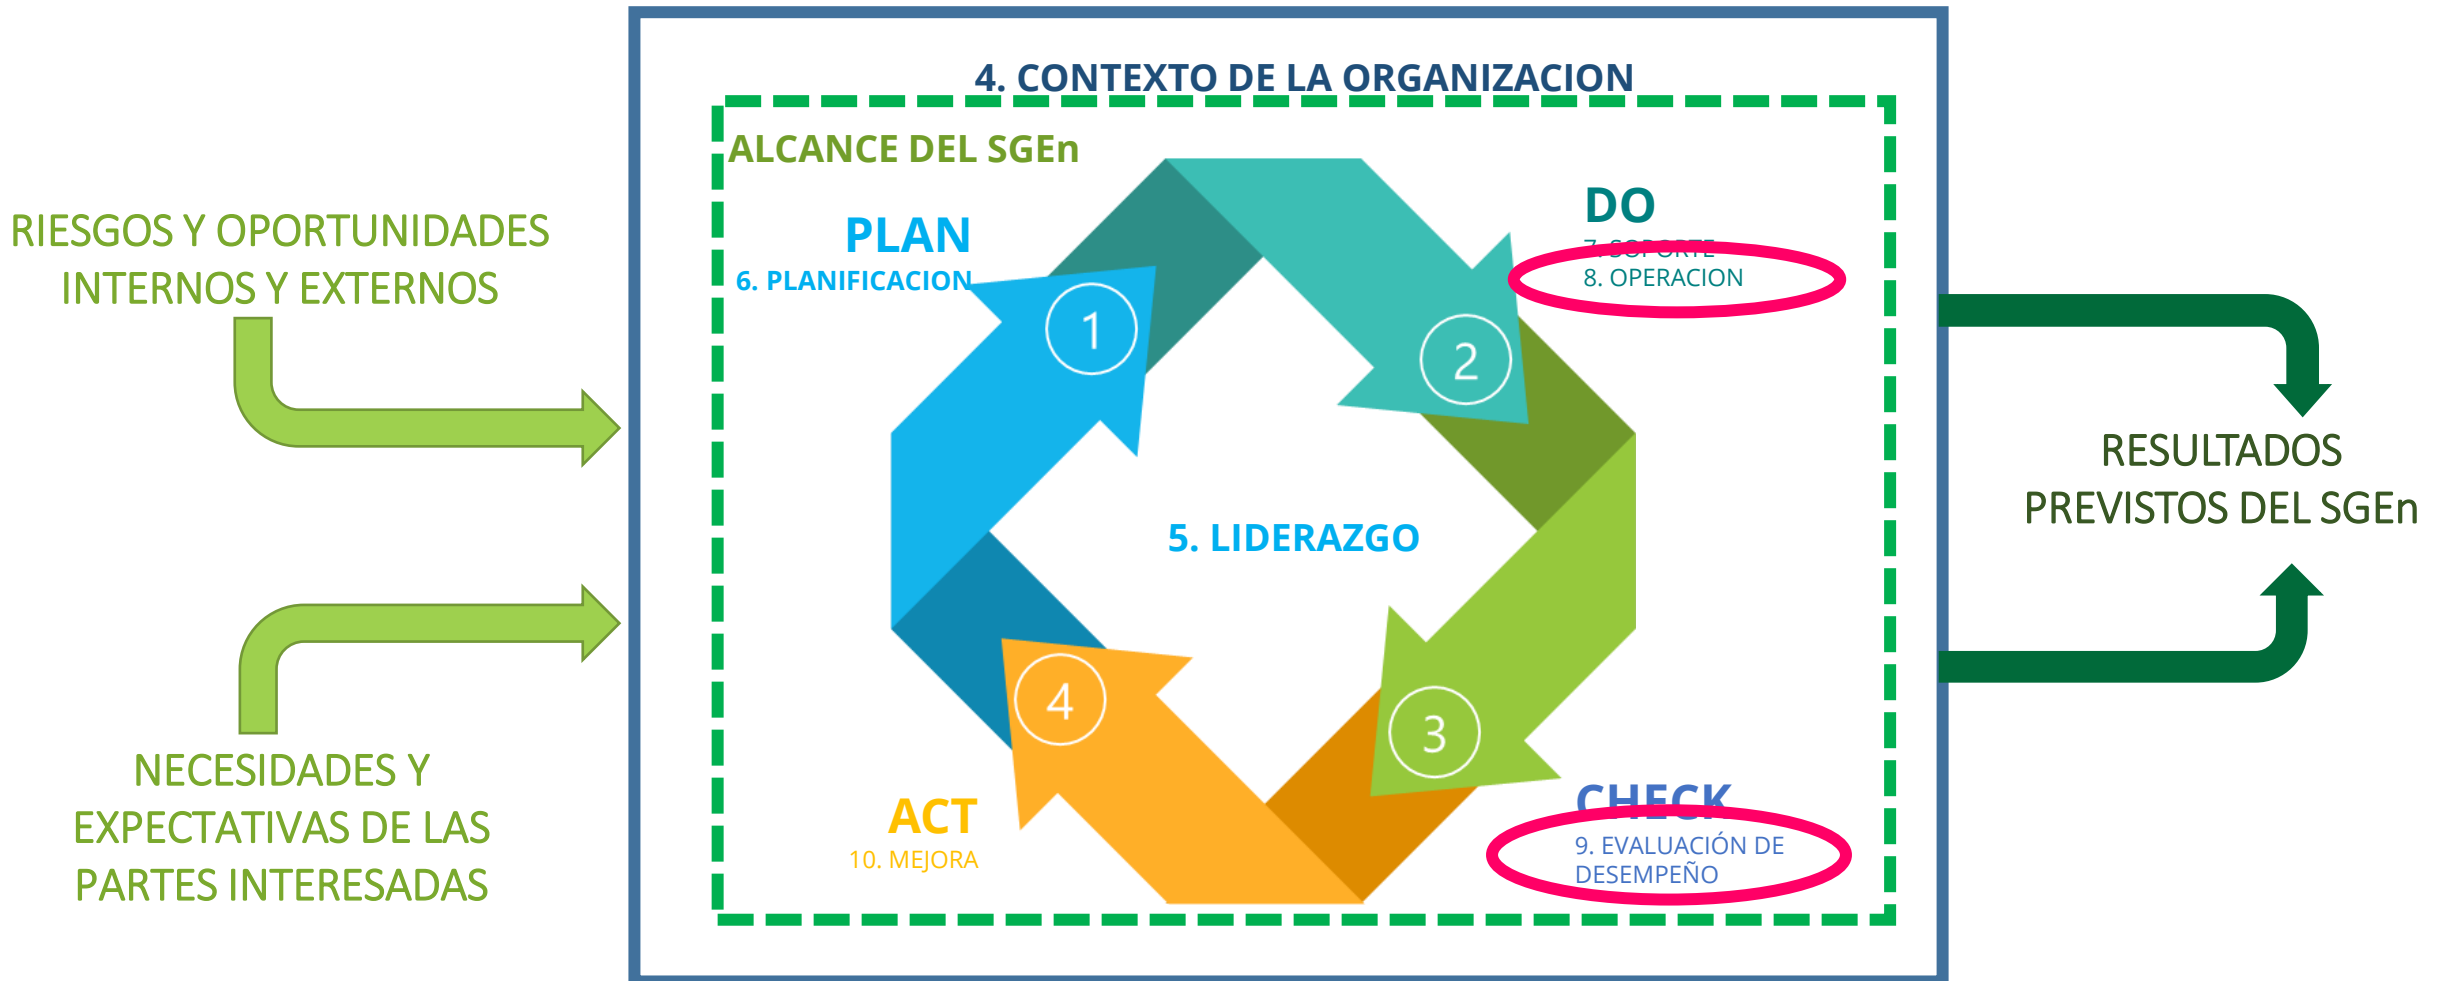 4. CONTEXTO DE LA ORGANIZACION
ALCANCE DEL SGEn
RIESGOS Y OPORTUNIDADES
INTERNOS Y EXTERNOS
NECESIDADES Y
EXPECTATIVAS DE LAS
PARTES INTERESADAS
PLAN
6. PLANIFICACION
1
DO
7. SOPORTE
8. OPERACION
2
5. LIDERAZGO
3
CHECK
9. EVALUACIÓN DE
DESEMPEÑO
4
ACT
10. MEJORA
RESULTADOS
PREVISTOS DEL SGEn